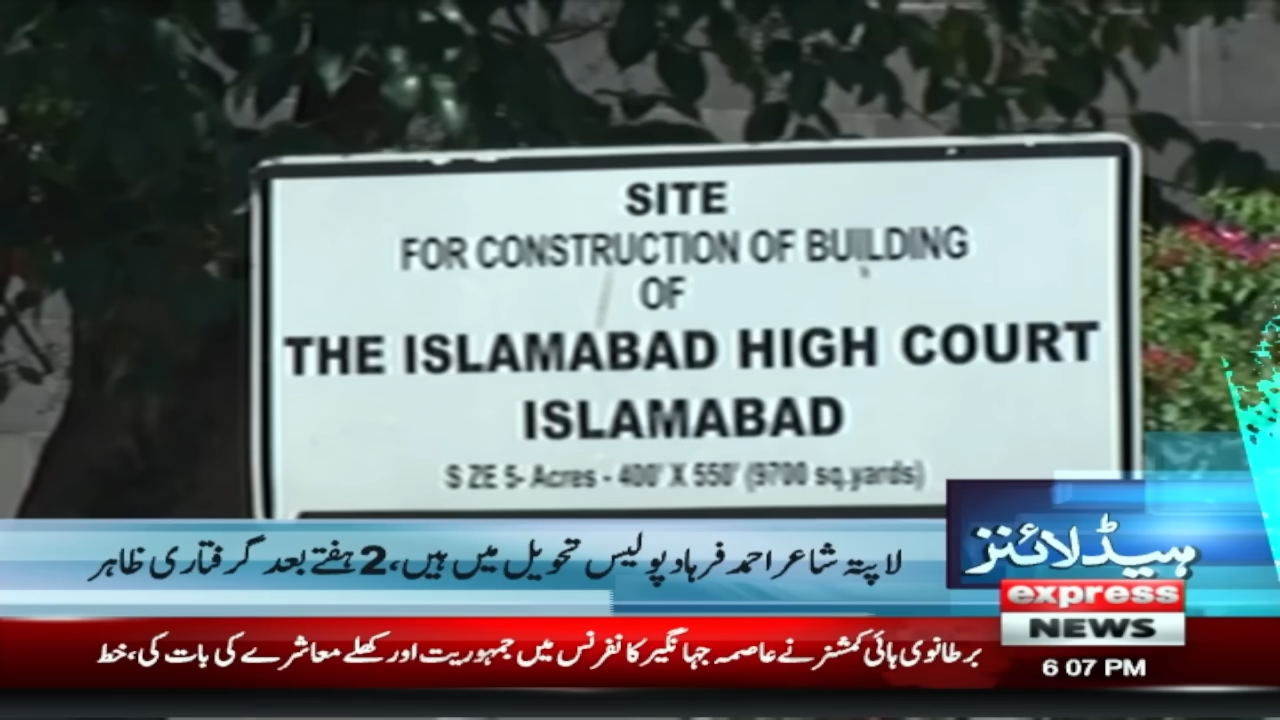 SITE
FOR CONSTRUCTION OF BUILDING
OF
THE ISLAMABAD HIGH COURT
ISLAMABAD
S ZE 5- Acres - 400' X 550' (9700 sq.yards)
ہیڈلائنز
لاپتہ شاعر احمد فرہاد پولیس تحویل میں ہیں، 2 ہفتے بعد گرفتاری ظاہر
express
NEWS
برطانوی ہائی کمشنر نے عاصمہ جہانگیر کانفرنس میں جمہوریت اور کھلے معاشرے کی بات کی، خط
6 07 PM